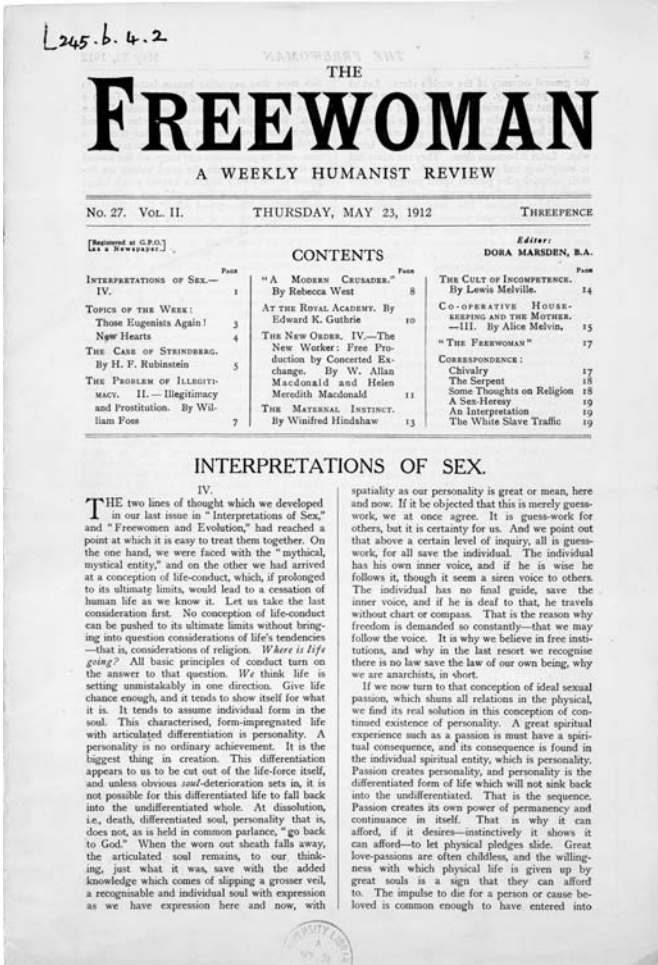 L245.b.4.2
THE
FREEWOMAN
A WEEKLY HUMANIST REVIEW
No. 27. VOL. II. THURSDAY, MAY 23, 1912 THREEPENCE
[Registered at G.P.O.
as a Newspaper.]
CONTENTS
Editor:
DORA MARSDEN, B.A.
PAGE
INTERPRETATIONS OF SEX.—
IV. 1
TOPICS OF THE WEEK:
Those Eugenists Again! 3
New Hearts 4
THE CASE OF STRINDBERG.
By H. F. Rubinstein 5
THE PROBLEM OF ILLEGITI-
MACY. II.—Illegitimacy
and Prostitution. By Wil-
liam Foss 7
PAGE
"A MODERN CRUSADER."
By Rebecca West 8
AT THE ROYAL ACADEMY. By
Edward K. Guthrie 10
THE NEW ORDER. IV.—The
New Worker: Free Pro-
duction by Concerted Ex-
change. By W. Allan
Macdonald and Helen
Meredith Macdonald 11
THE MATERNAL INSTINCT.
By Winifred Hindshaw 13
PAGE
THE CULT OF INCOMPETENCE.
By Lewis Melville. 14
CO-OPERATIVE HOUSE-
KEEPING AND THE MOTHER.
—III. By Alice Melvin. 15
"THE FREEWOMAN" 17
CORRESPONDENCE:
Chivalry 17
The Serpent 18
Some Thoughts on Religion 18
A Sex-Heresy 19
An Interpretation 19
The White Slave Traffic 19
INTERPRETATIONS OF SEX.
IV.
THE two lines of thought which we developed
in our last issue in "Interpretations of Sex,"
and "Freewomen and Evolution," had reached a
point at which it is easy to treat them together. On
the one hand, we were faced with the "mythical,
mystical entity," and on the other we had arrived
at a conception of life-conduct, which, if prolonged
to its ultimate limits, would lead to a cessation of
human life as we know it. Let us take the last
consideration first. No conception of life-conduct
can be pushed to its ultimate limits without bring-
ing into question considerations of life's tendencies
—that is, considerations of religion. Where is life
going? All basic principles of conduct turn on
the answer to that question. We think life is
setting unmistakably in one direction. Give life
chance enough, and it tends to show itself for what
it is. It tends to assume individual form in the
soul. This characterised, form-impregnated life
with articulated differentiation is personality. A
personality is no ordinary achievement. It is the
biggest thing in creation. This differentiation
appears to us to be cut out of the life-force itself,
and unless obvious soul-deterioration sets in, it is
not possible for this differentiated life to fall back
into the undifferentiated whole. At dissolution,
i.e., death, differentiated soul, personality that is,
does not, as is held in common parlance, "go back
to God." When the worn out sheath falls away,
the articulated soul remains, to our think-
ing, just what it was, save with the added
knowledge which comes of slipping a grosser veil,
a recognisable and individual soul with expression
as we have expression here and now, with
spatiality as our personality is great or mean, here
and now. If it be objected that this is merely guess-
work, we at once agree. It is guess-work for
others, but it is certainty for us. And we point out
that above a certain level of inquiry, all is guess-
work, for all save the individual. The individual
has his own inner voice, and if he is wise he
follows it, though it seem a siren voice to others.
The individual has no final guide, save the
inner voice, and if he is deaf to that, he travels
without chart or compass. That is the reason why
freedom is demanded so constantly—that we may
follow the voice. It is why we believe in free insti-
tutions, and why in the last resort we recognise
there is no law save the law of our own being, why
we are anarchists, in short.
If we now turn to that conception of ideal sexual
passion, which shuns all relations in the physical,
we find its real solution in this conception of con-
tinued existence of personality. A great spiritual
experience such as a passion is must have a spiri-
tual consequence, and its consequence is found in
the individual spiritual entity, which is personality.
Passion creates personality, and personality is the
differentiated form of life which will not sink back
into the undifferentiated. That is the sequence.
Passion creates its own power of permanency and
continuance in itself. That is why it can
afford, if it desires—instinctively it shows it
can afford—to let physical pledges slide. Great
love-passions are often childless, and the willing-
ness with which physical life is given up by
great souls is a sign that they can afford
to. The impulse to die for a person or cause be-
loved is common enough to have entered into